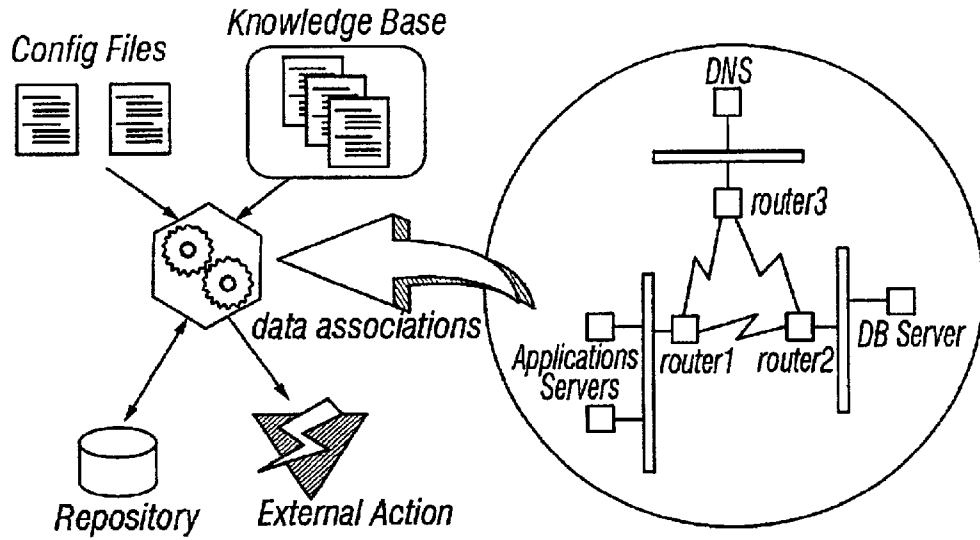 Knowledge Base
Config Files
DNS
router3
data associations
Applications
Servers
router1
router2
DB Server
Repository
External Action